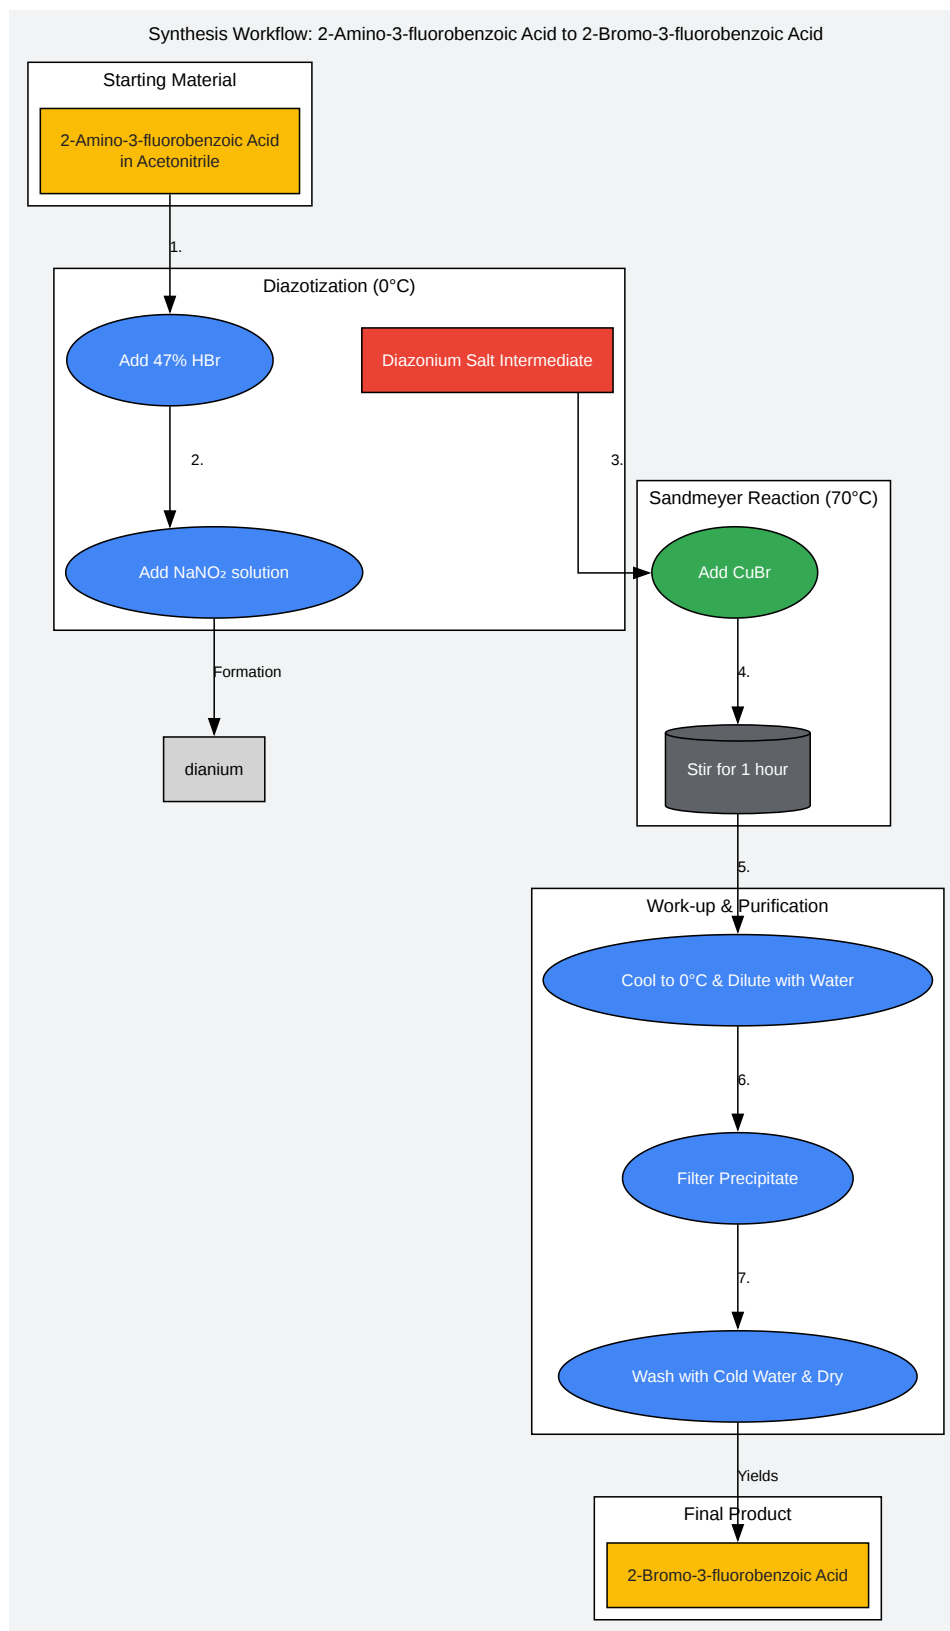 Synthesis Workflow: 2-Amino-3-fluorobenzoic Acid to 2-Bromo-3-fluorobenzoic Acid
Starting Material
2-Amino-3-fluorobenzoic Acid
in Acetonitrile
1.
Diazotization (0°C)
Add 47% HBr
Diazonium Salt Intermediate
2.
3.
Sandmeyer Reaction (70°C)
Add NaNO₂ solution
Add CuBr
Formation
4.
dianium
Stir for 1 hour
5.
Work-up & Purification
Cool to 0°C & Dilute with Water
6.
Filter Precipitate
7.
Wash with Cold Water & Dry
Yields
Final Product
2-Bromo-3-fluorobenzoic Acid